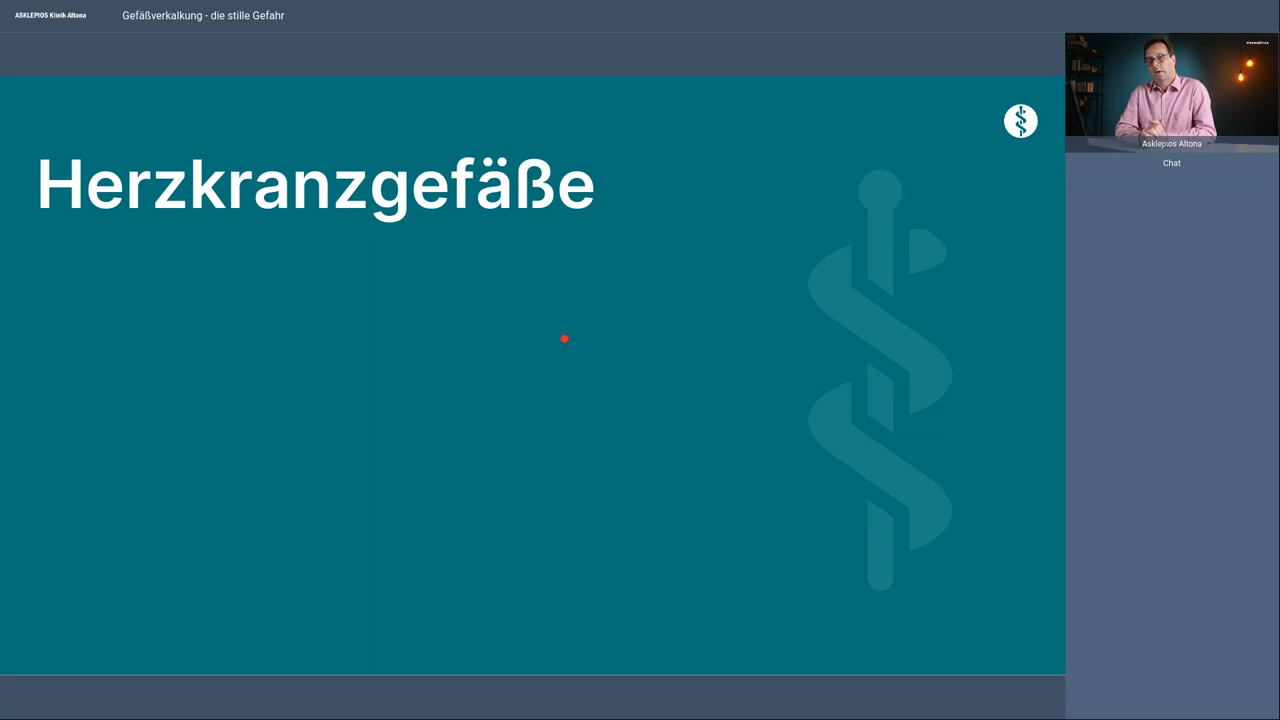 ASKLEPIOS Klinik Altona
Gefäßverkalkung - die stille Gefahr
Herzkranzgefäße
Asklepios Altona
Chat